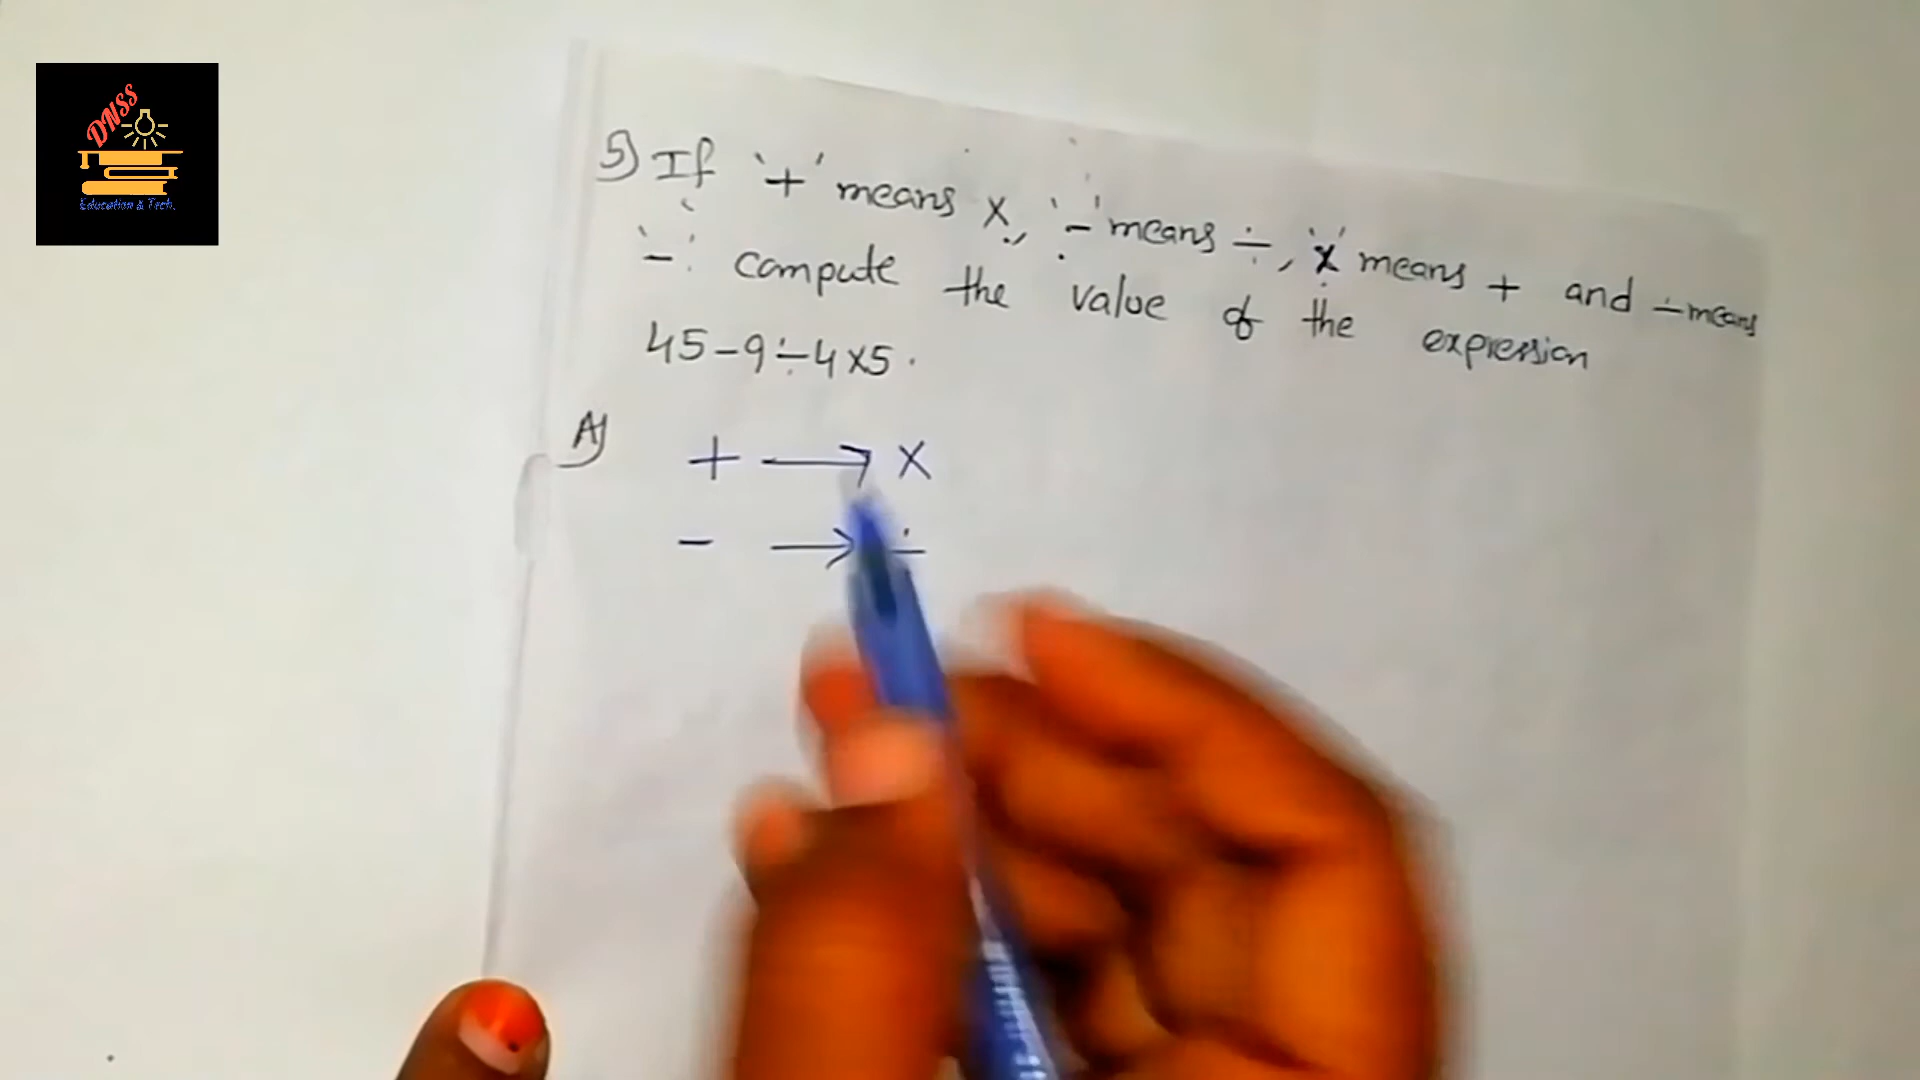 DNSS
Education & Tech.
5) If '+' means x, '-' means ÷, 'x' means + and ÷ means
'-' compute the value of the expression
45-9÷4x5.
A)
+ → x
- → ÷